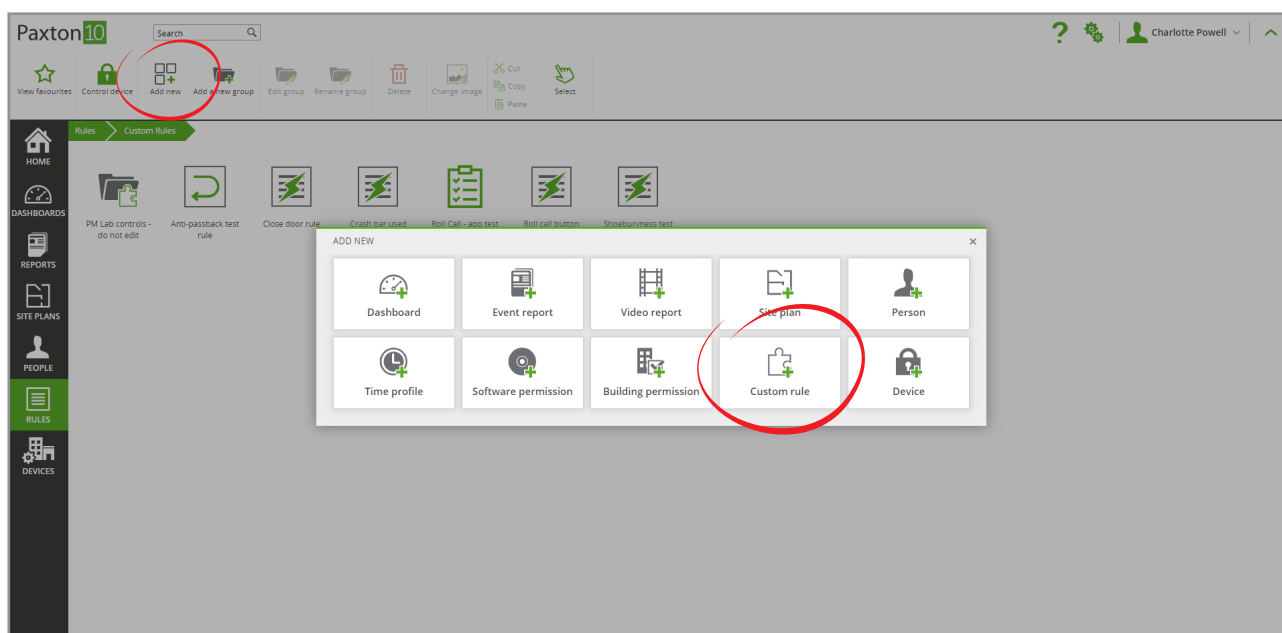 Paxton10
Search
Charlotte Powell
View favourites
Control device
Add new
Add a new group
Edit group
Rename group
Delete
Change image
Cut
Copy
Paste
Select
Rules
Custom Rules
HOME
DASHBOARDS
REPORTS
SITE PLANS
PEOPLE
RULES
DEVICES
PM Lab controls -
do not edit
Anti-passback test
rule
Close door rule
Crash bar used
Roll Call - app test
Roll call button
Shoeburyness test
ADD NEW
Dashboard
Event report
Video report
Site plan
Person
Time profile
Software permission
Building permission
Custom rule
Device